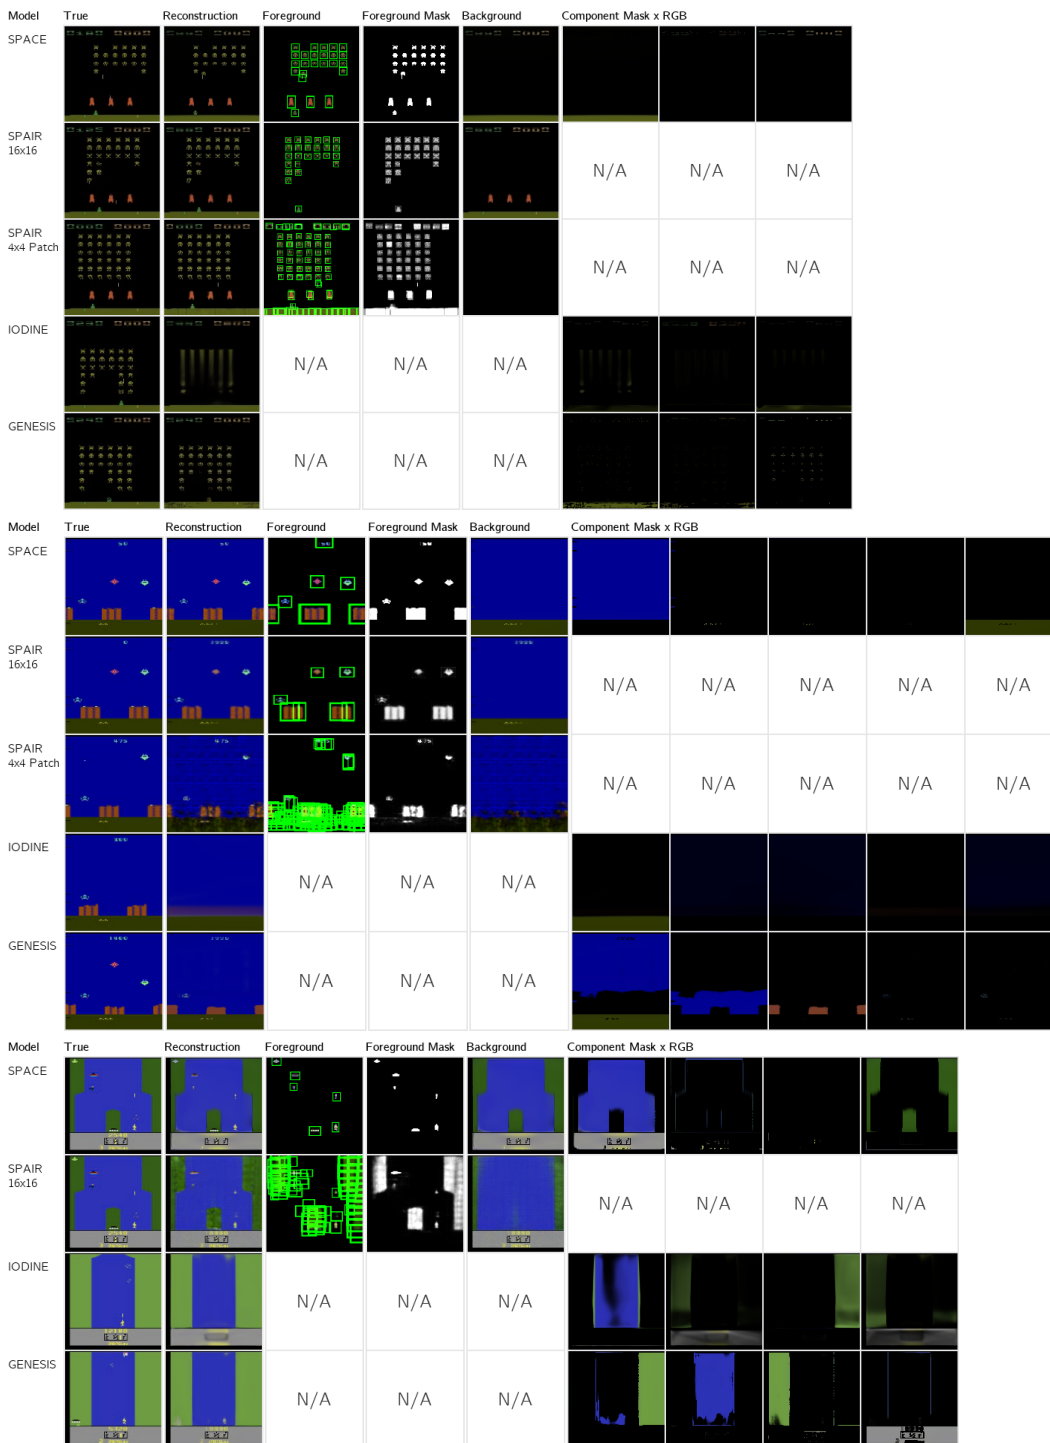 Model True Reconstruction Foreground Foreground Mask Background Component Mask x RGB
SPACE
SPAIR
16x16
N/A N/A N/A
SPAIR
4x4 Patch
N/A N/A N/A
IODINE
N/A N/A N/A
GENESIS
N/A N/A N/A
Model True Reconstruction Foreground Foreground Mask Background Component Mask x RGB
SPACE
SPAIR
16x16
N/A N/A N/A N/A N/A
SPAIR
4x4 Patch
N/A N/A N/A N/A N/A
IODINE
N/A N/A N/A
GENESIS
N/A N/A N/A
Model True Reconstruction Foreground Foreground Mask Background Component Mask x RGB
SPACE
SPAIR
16x16
N/A N/A N/A N/A
IODINE
N/A N/A N/A
GENESIS
N/A N/A N/A